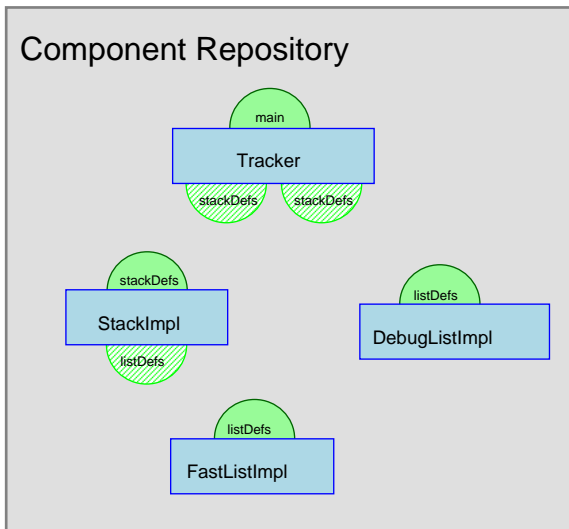 Component Repository
main
Tracker
stackDefs stackDefs
stackDefs
StackImpl
listDefs
listDefs
DebugListImpl
listDefs
FastListImpl